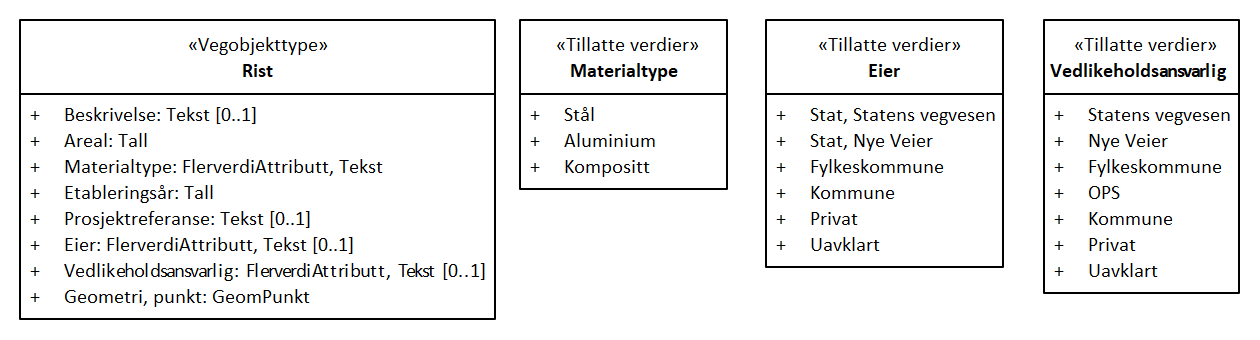 «Vegobjekttype»
Rist
+ Beskrivelse: Tekst [0..1]
+ Areal: Tall
+ Materialtype: FlerverdiAttributt, Tekst
+ Etableringsår: Tall
+ Prosjektreferanse: Tekst [0..1]
+ Eier: FlerverdiAttributt, Tekst [0..1]
+ Vedlikeholdsansvarlig: FlerverdiAttributt, Tekst [0..1]
+ Geometri, punkt: GeomPunkt
«Tillatte verdier»
Materialtype
+ Stål
+ Aluminium
+ Kompositt
«Tillatte verdier»
Eier
+ Stat, Statens vegvesen
+ Stat, Nye Veier
+ Fylkeskommune
+ Kommune
+ Privat
+ Uavklart
«Tillatte verdier»
Vedlikeholdsansvarlig
+ Statens vegvesen
+ Nye Veier
+ Fylkeskommune
+ OPS
+ Kommune
+ Privat
+ Uavklart